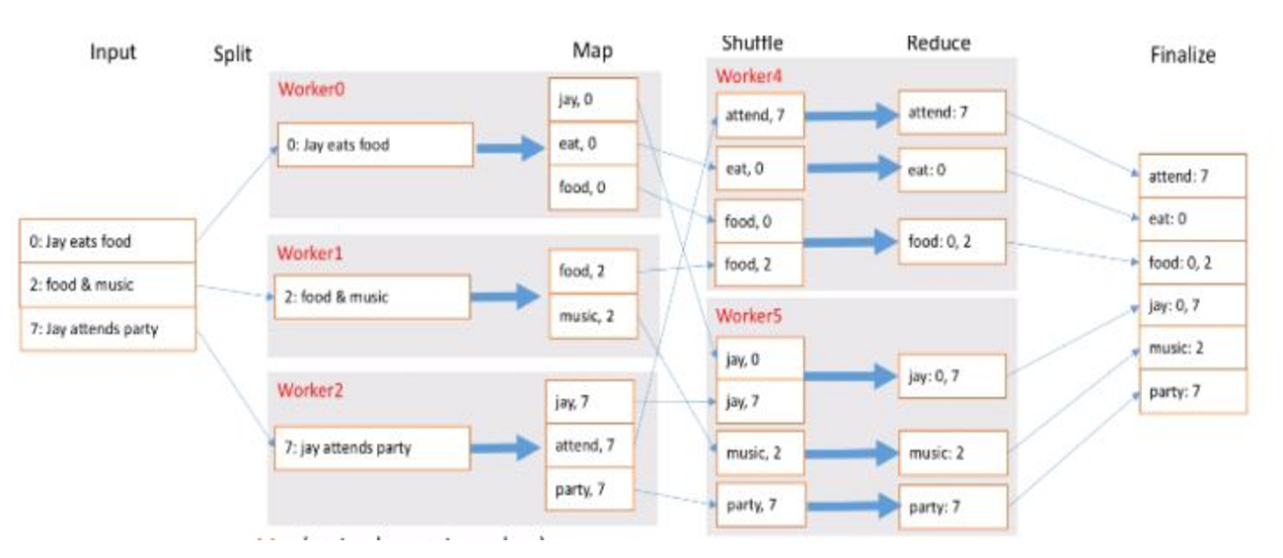 Input
Split
Map
Shuffle
Reduce
Finalize
0: Jay eats food
2: food & music
7: Jay attends party
Worker0
0: Jay eats food
jay, 0
eat, 0
food, 0
Worker1
2: food & music
food, 2
music, 2
Worker2
7: jay attends party
jay, 7
attend, 7
party, 7
Worker4
attend, 7
eat, 0
food, 0
food, 2
attend: 7
eat: 0
food: 0, 2
Worker5
jay, 0
jay, 7
music, 2
party, 7
jay: 0, 7
music: 2
party: 7
attend: 7
eat: 0
food: 0, 2
jay: 0, 7
music: 2
party: 7